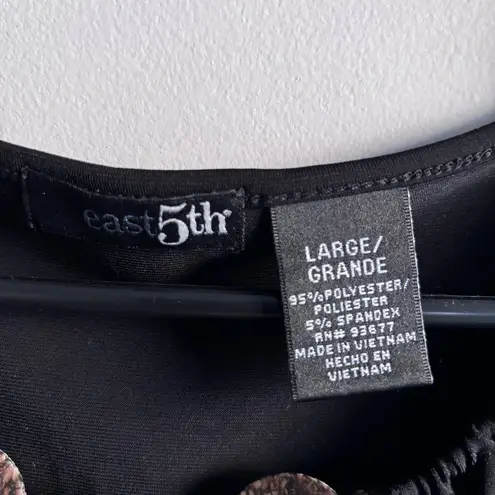 east5th
LARGE/
GRANDE
95%POLYESTER/
POLIESTER
5% SPANDEX
RN# 93677
MADE IN VIETNAM
HECHO EN
VIETNAM